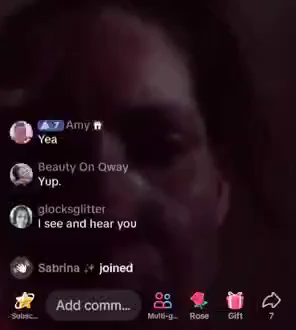 7 Amy
Yea
Beauty On Qway
Yup.
glocksglitter
I see and hear you
Sabrina joined
Subsc...
Add comm...
Multi-g...
Rose
Gift
7